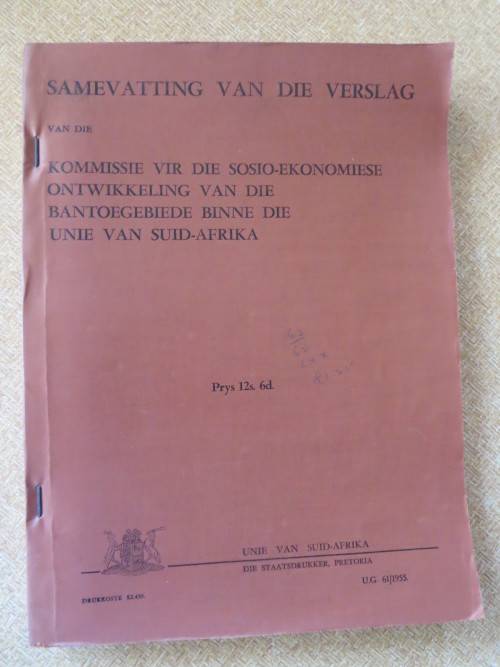 SAMEVATTING VAN DIE VERSLAG
VAN DIE
KOMMISSIE VIR DIE SOSIO-EKONOMIESE
ONTWIKKELING VAN DIE
BANTOEGEBIEDE BINNE DIE
UNIE VAN SUID-AFRIKA
Prys 12s. 6d.
UNIE VAN SUID-AFRIKA
DIE STAATSDRUKKER, PRETORIA
U.G. 61/1955.
DRUKKOSTE